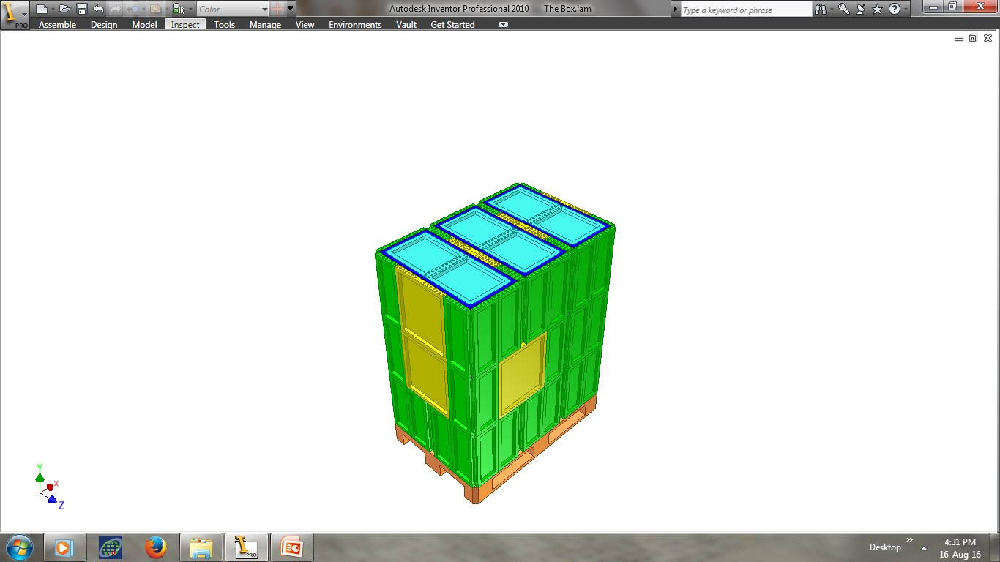 PRO
Color
Autodesk Inventor Professional 2010 The Box.iam
Type a keyword or phrase
Assemble Design Model Inspect Tools Manage View Environments Vault Get Started
Y
X
Z
PRO
Desktop
4:31 PM
16-Aug-16